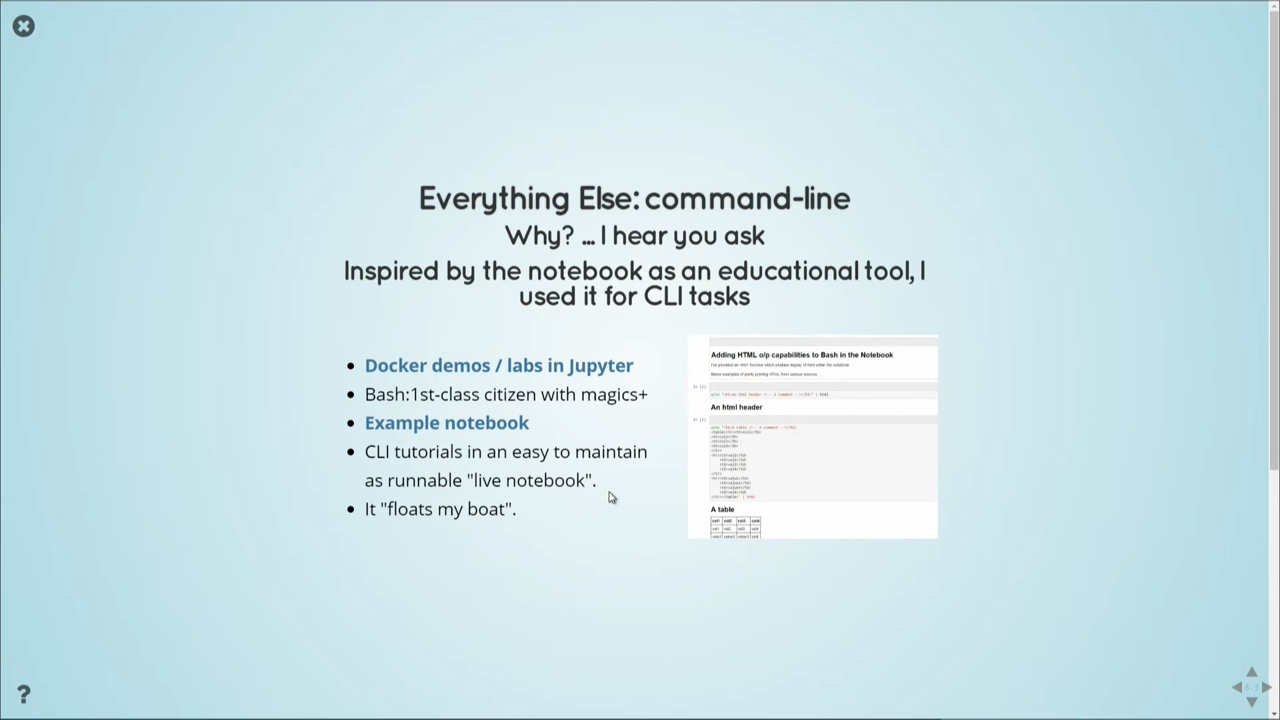 Everything Else: command-line
Why? ... I hear you ask
Inspired by the notebook as an educational tool, I
used it for CLI tasks
Docker demos / labs in Jupyter
Bash:1st-class citizen with magics+
Example notebook
CLI tutorials in an easy to maintain
as runnable "live notebook".
It "floats my boat".
Adding HTML o/p capabilities to Bash in the Notebook
An html header
A table
?